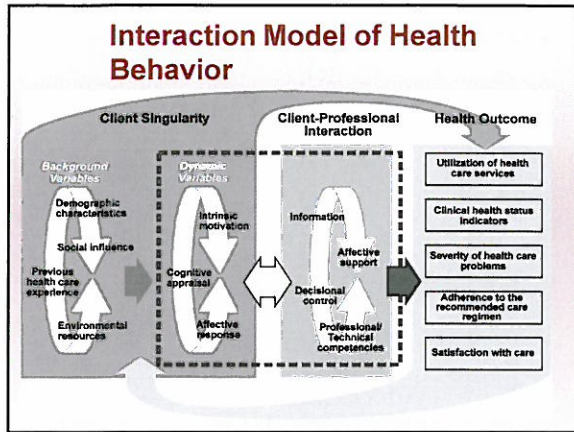 Interaction Model of Health
Behavior
Client Singularity
Background
Variables
Demographic
characteristics
Social influence
Previous
health care
experience
Environmental
resources
Dynamic
Variables
Intrinsic
motivation
Cognitive
appraisal
Affective
response
Client-Professional
Interaction
Information
Affective
support
Decisional
control
Professional/
Technical
competencies
Health Outcome
Utilization of health
care services
Clinical health status
indicators
Severity of health care
problems
Adherence to the
recommended care
regimen
Satisfaction with care